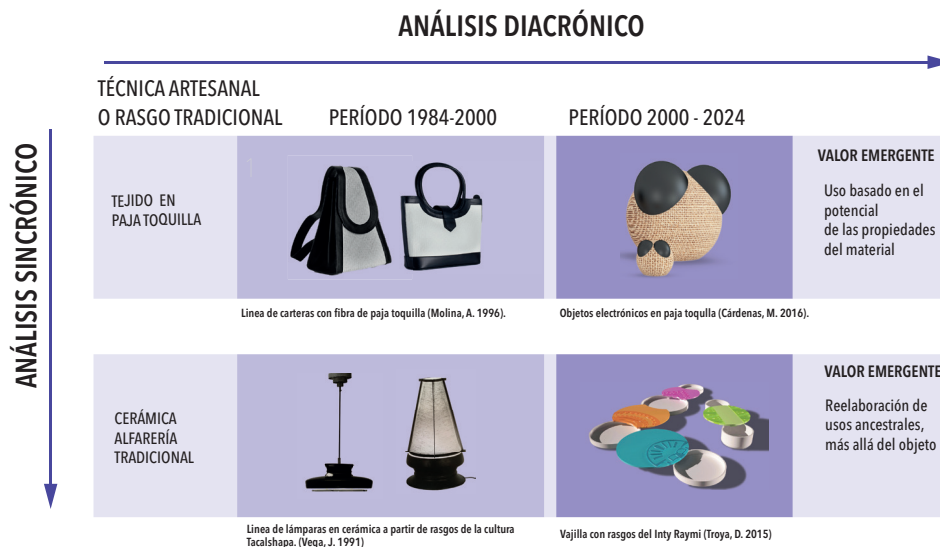 ANÁLISIS DIACRÓNICO
ANÁLISIS SINCRÓNICO
TÉCNICA ARTESANAL
O RASGO TRADICIONAL
PERÍODO 1984-2000
PERÍODO 2000 - 2024
TEJIDO EN
PAJA TOQUILLA
VALOR EMERGENTE
Uso basado en el
potencial
de las propiedades
del material
Linea de carteras con fibra de paja toquilla (Molina, A. 1996).
Objetos electrónicos en paja toqulla (Cárdenas, M. 2016).
CERÁMICA
ALFARERÍA
TRADICIONAL
VALOR EMERGENTE
Reelaboración de
usos ancestrales,
más allá del objeto
Linea de lámparas en cerámica a partir de rasgos de la cultura
Tacalshapa. (Vega, J. 1991)
Vajilla con rasgos del Inty Raymi (Troya, D. 2015)